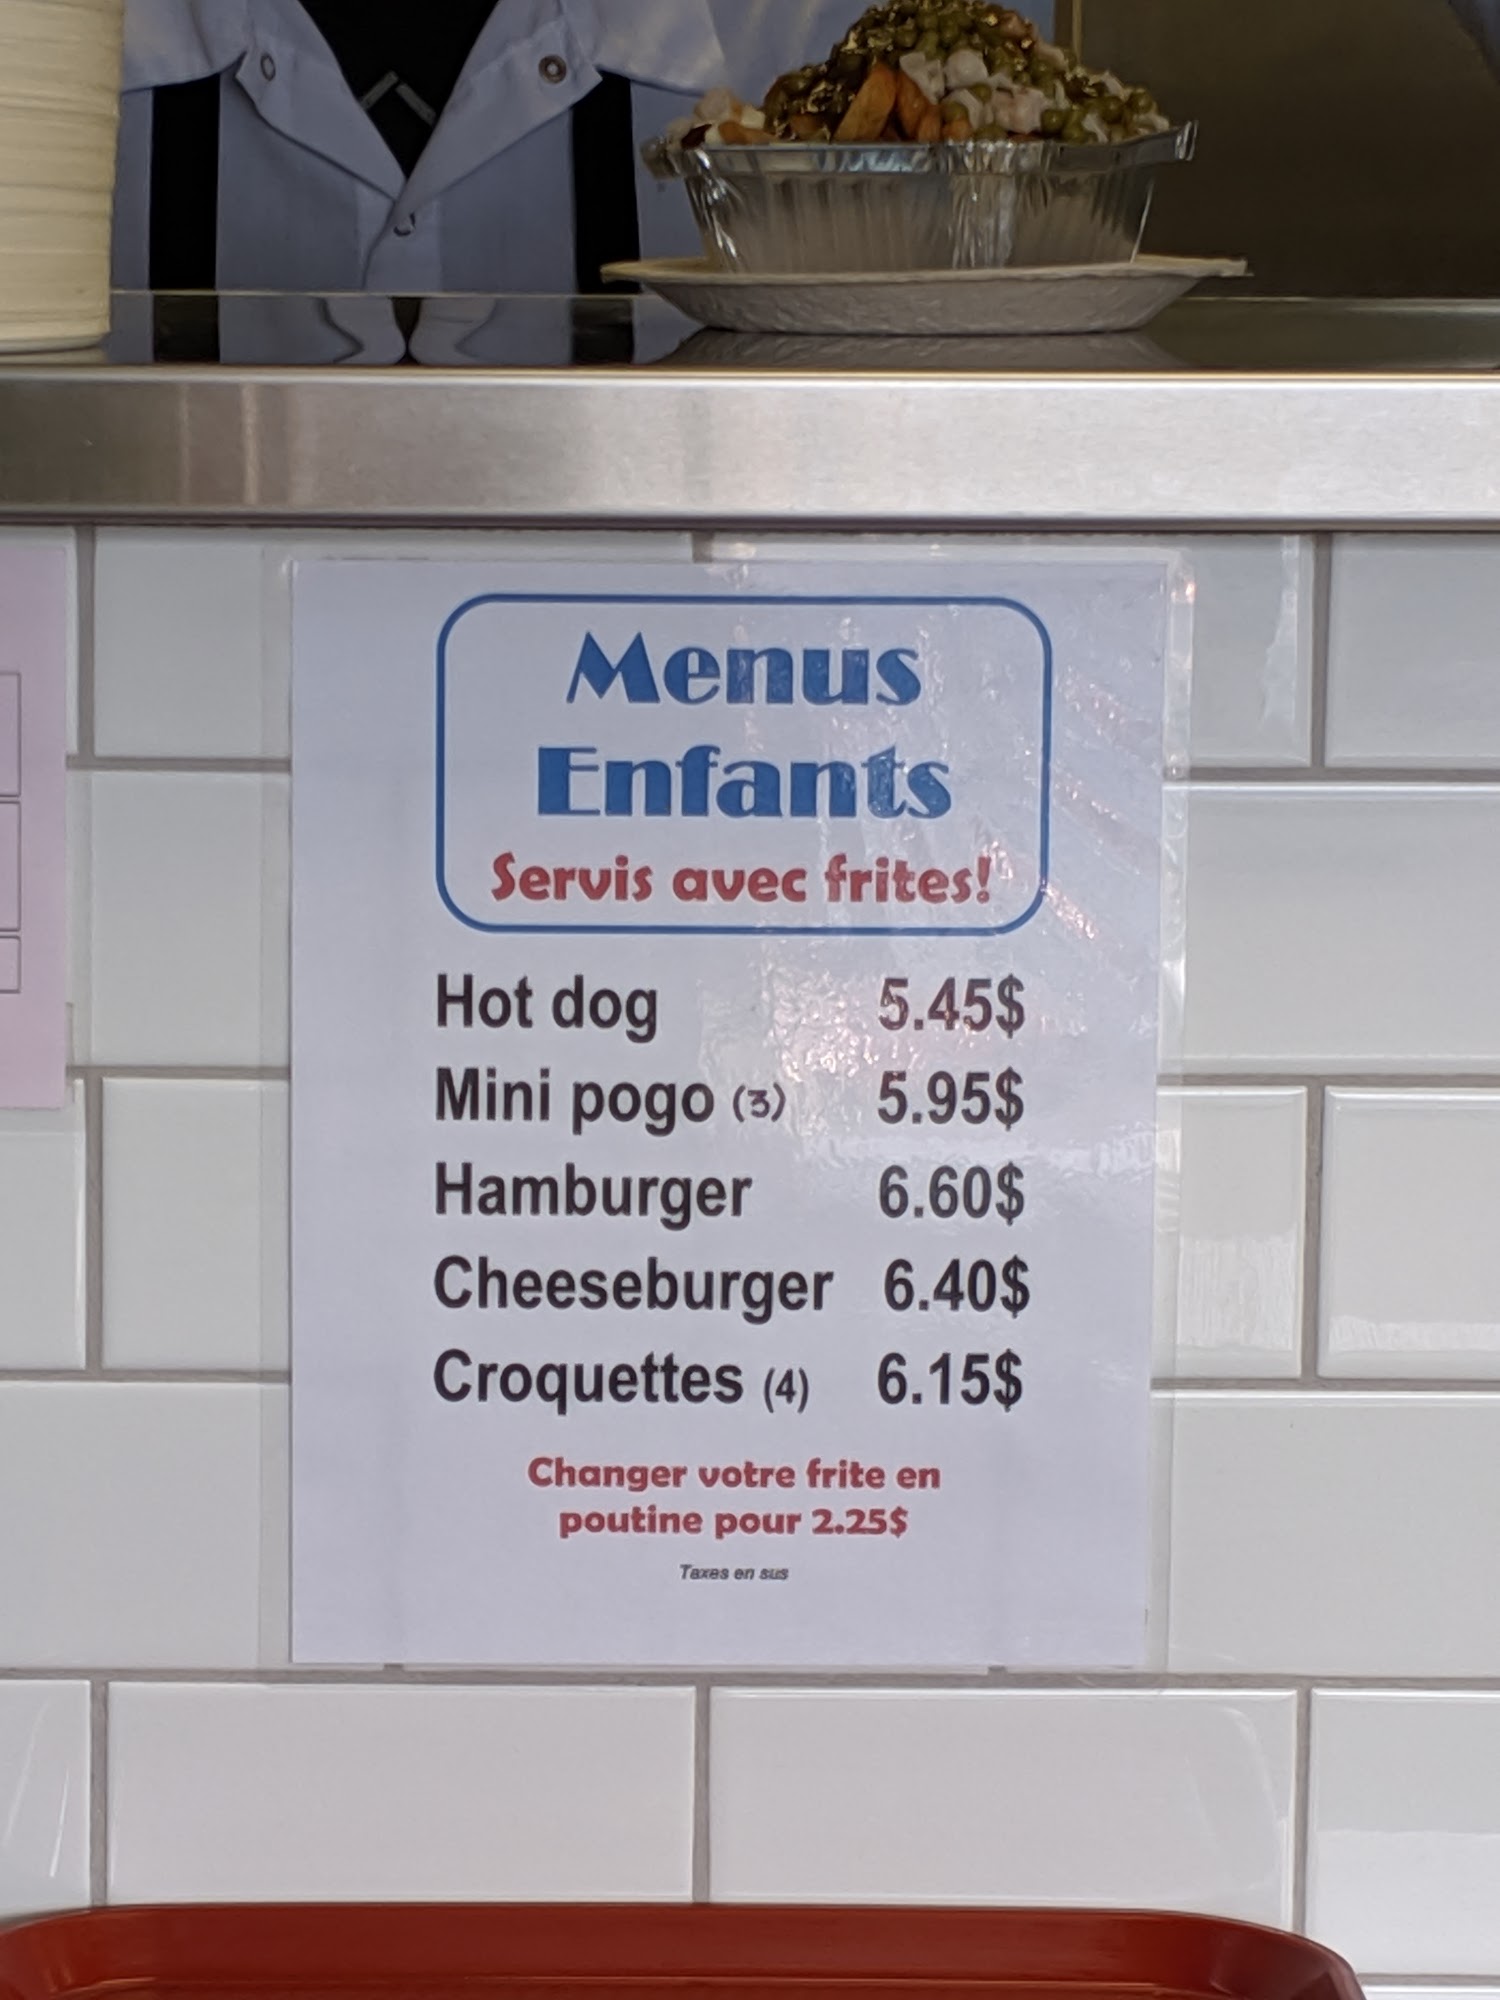 Menus
Enfants
Servis avec frites!
Hot dog 5.45$
Mini pogo (3) 5.95$
Hamburger 6.60$
Cheeseburger 6.40$
Croquettes (4) 6.15$
Changer votre frite en
poutine pour 2.25$
Taxes en sus